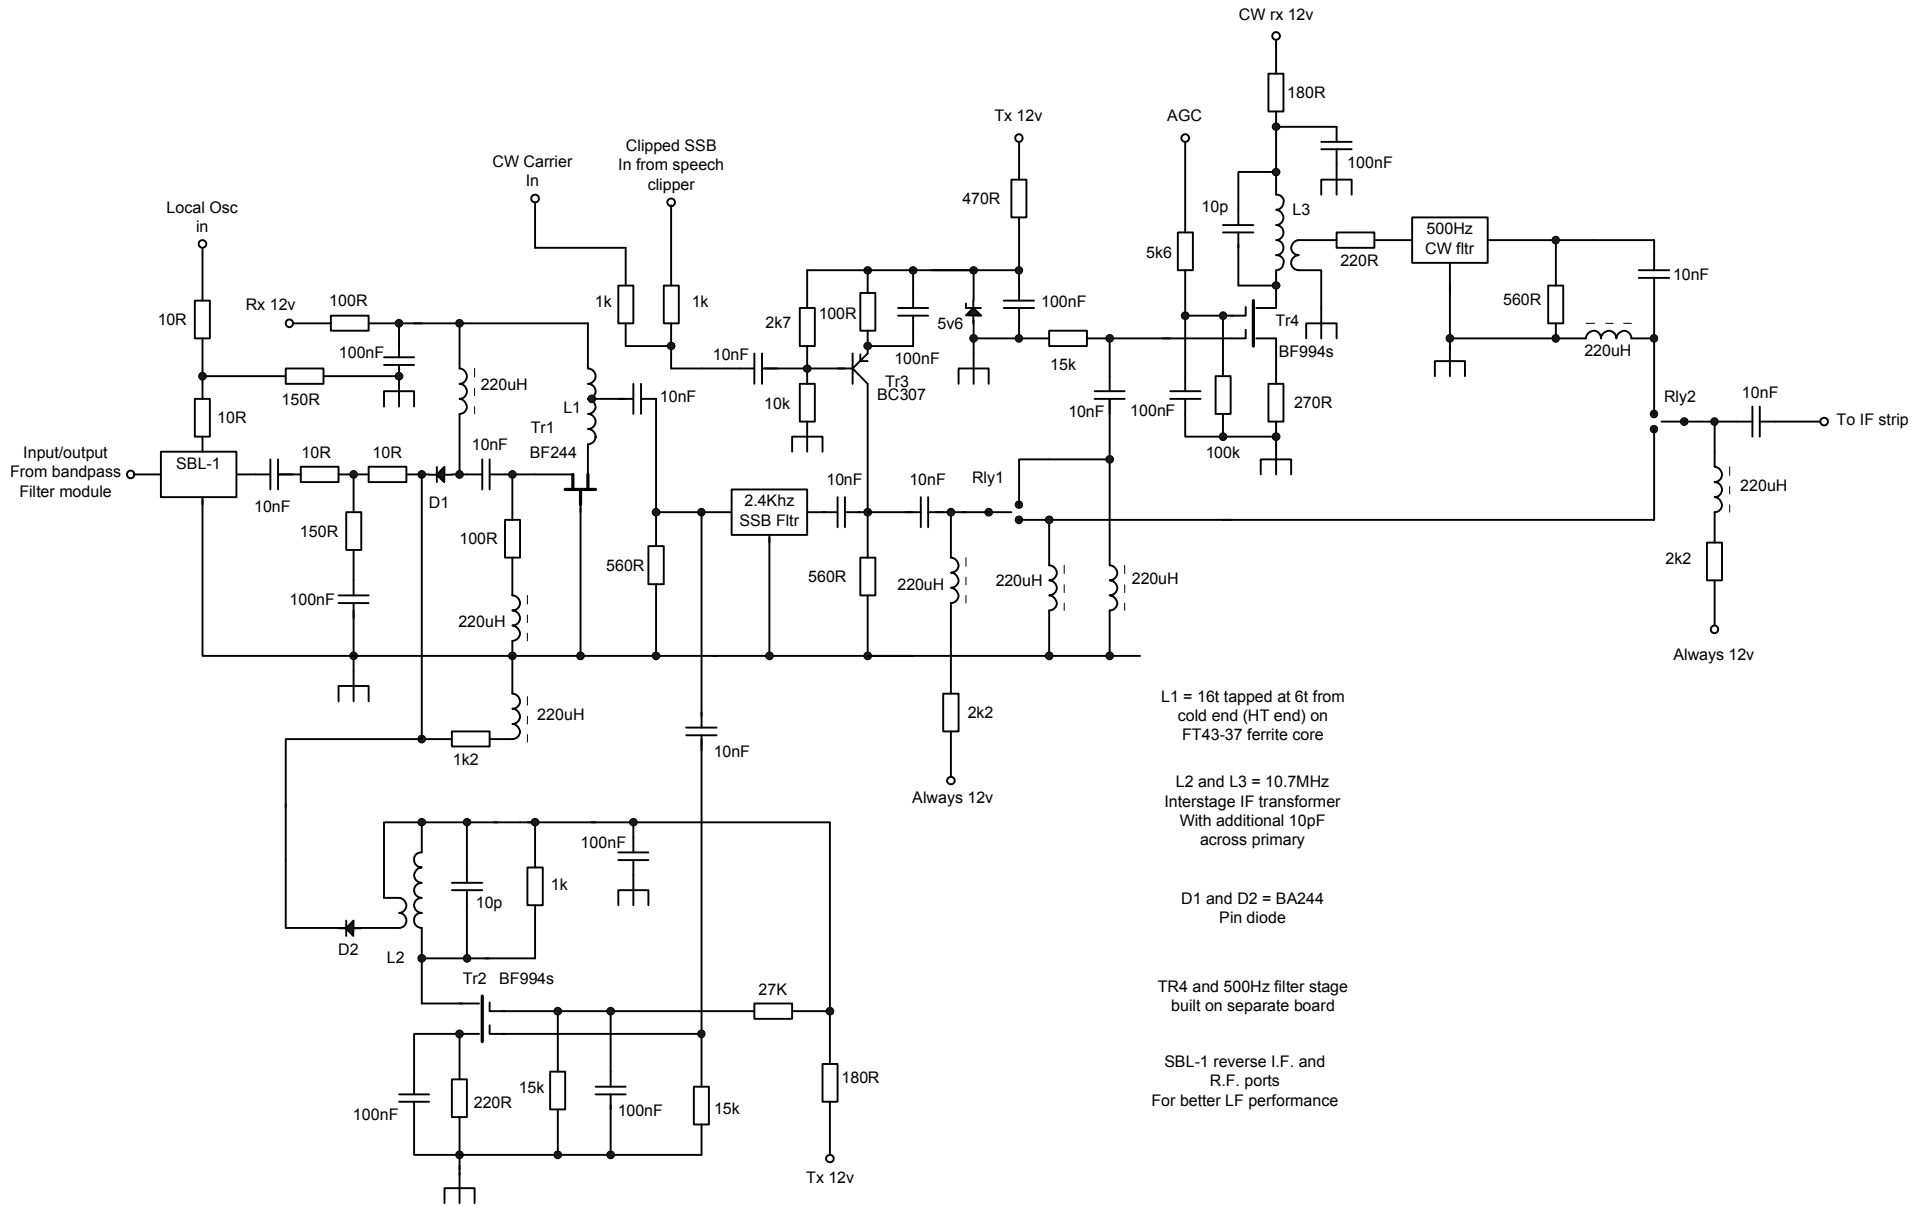 CW rx 12v
180R
100nF
Tx 12v
AGC
Clipped SSB
In from speech
clipper
CW Carrier
In
470R
10p
L3
Local Osc
in
5k6
220R
500Hz
CW fltr
10nF
Rx 12v
100R
10R
1k
1k
2k7
100R
5v6
100nF
560R
Tr4
BF994s
220uH
100nF
150R
220uH
10nF
100nF
15k
Tr3
BC307
10nF
L1
10k
10nF
100nF
270R
Rly2
10nF
To IF strip
10R
Tr1
BF244
100k
Input/output
From bandpass
Filter module
SBL-1
10R
10R
10nF
D1
10nF
2.4Khz
SSB Fltr
10nF
10nF
Rly1
220uH
150R
100R
560R
560R
220uH
220uH
220uH
2k2
100nF
220uH
Always 12v
220uH
2k2
1k2
10nF
Always 12v
L1 = 16t tapped at 6t from
cold end (HT end) on
FT43-37 ferrite core
L2 and L3 = 10.7MHz
Interstage IF transformer
With additional 10pF
across primary
100nF
1k
10p
D2
L2
D1 and D2 = BA244
Pin diode
Tr2
BF994s
27K
TR4 and 500Hz filter stage
built on separate board
SBL-1 reverse I.F. and
R.F. ports
For better LF performance
180R
100nF
220R
15k
100nF
15k
Tx 12v